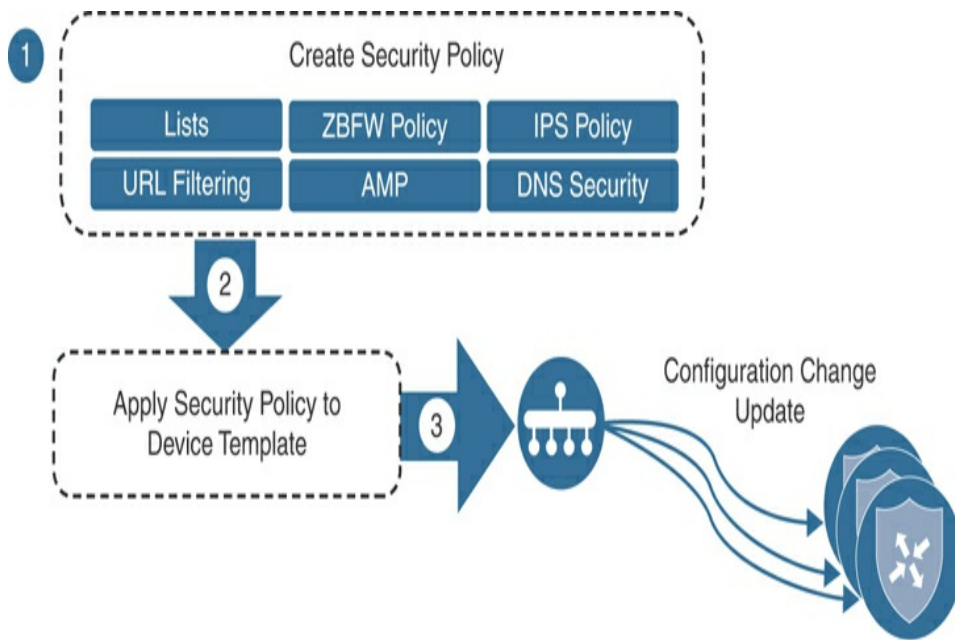 1
Create Security Policy
Lists
ZBFW Policy
IPS Policy
URL Filtering
AMP
DNS Security
2
Apply Security Policy to
Device Template
3
Configuration Change
Update